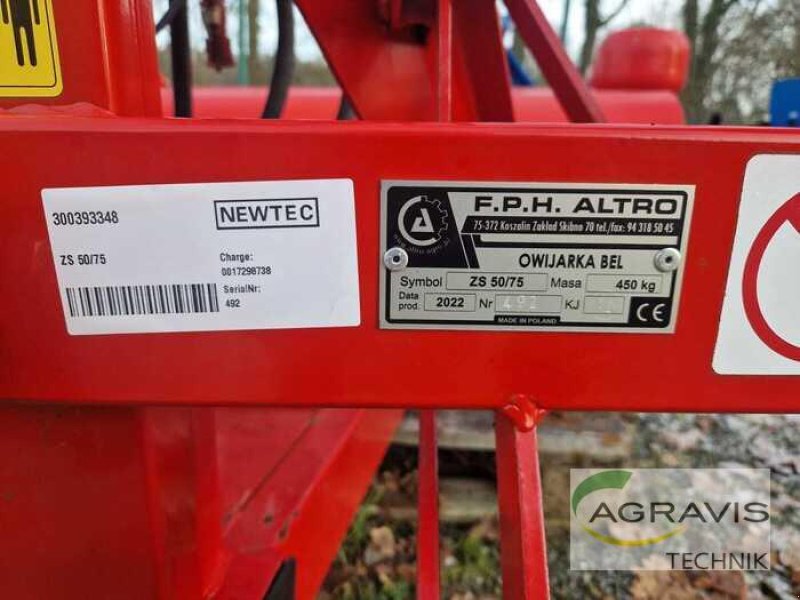 300393348
NEWTEC
ZS 50/75
Charge:
0017298738
SerialNr:
492
F.P.H. ALTRO
75-372 Koszalin Zakład Skibno 70 tel./fax: 94 318 50 45
OWIJARKA BEL
Symbol ZS 50/75 Masa 450 kg
Data prod. 2022 Nr 492 KJ
MADE IN POLAND
CE
AGRAVIS
TECHNIK